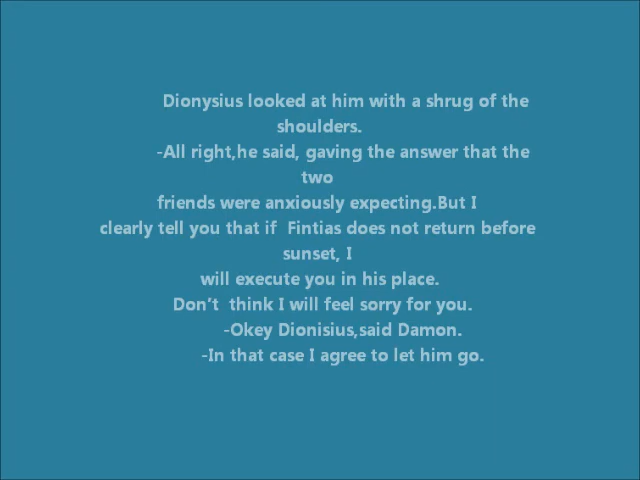 Dionysius looked at him with a shrug of the
shoulders.
-All right,he said, gaving the answer that the
two
friends were anxiously expecting.But I
clearly tell you that if  Fintias does not return before
sunset, I
will execute you in his place.
Don't  think I will feel sorry for you.
-Okey Dionisius,said Damon.
-In that case I agree to let him go.